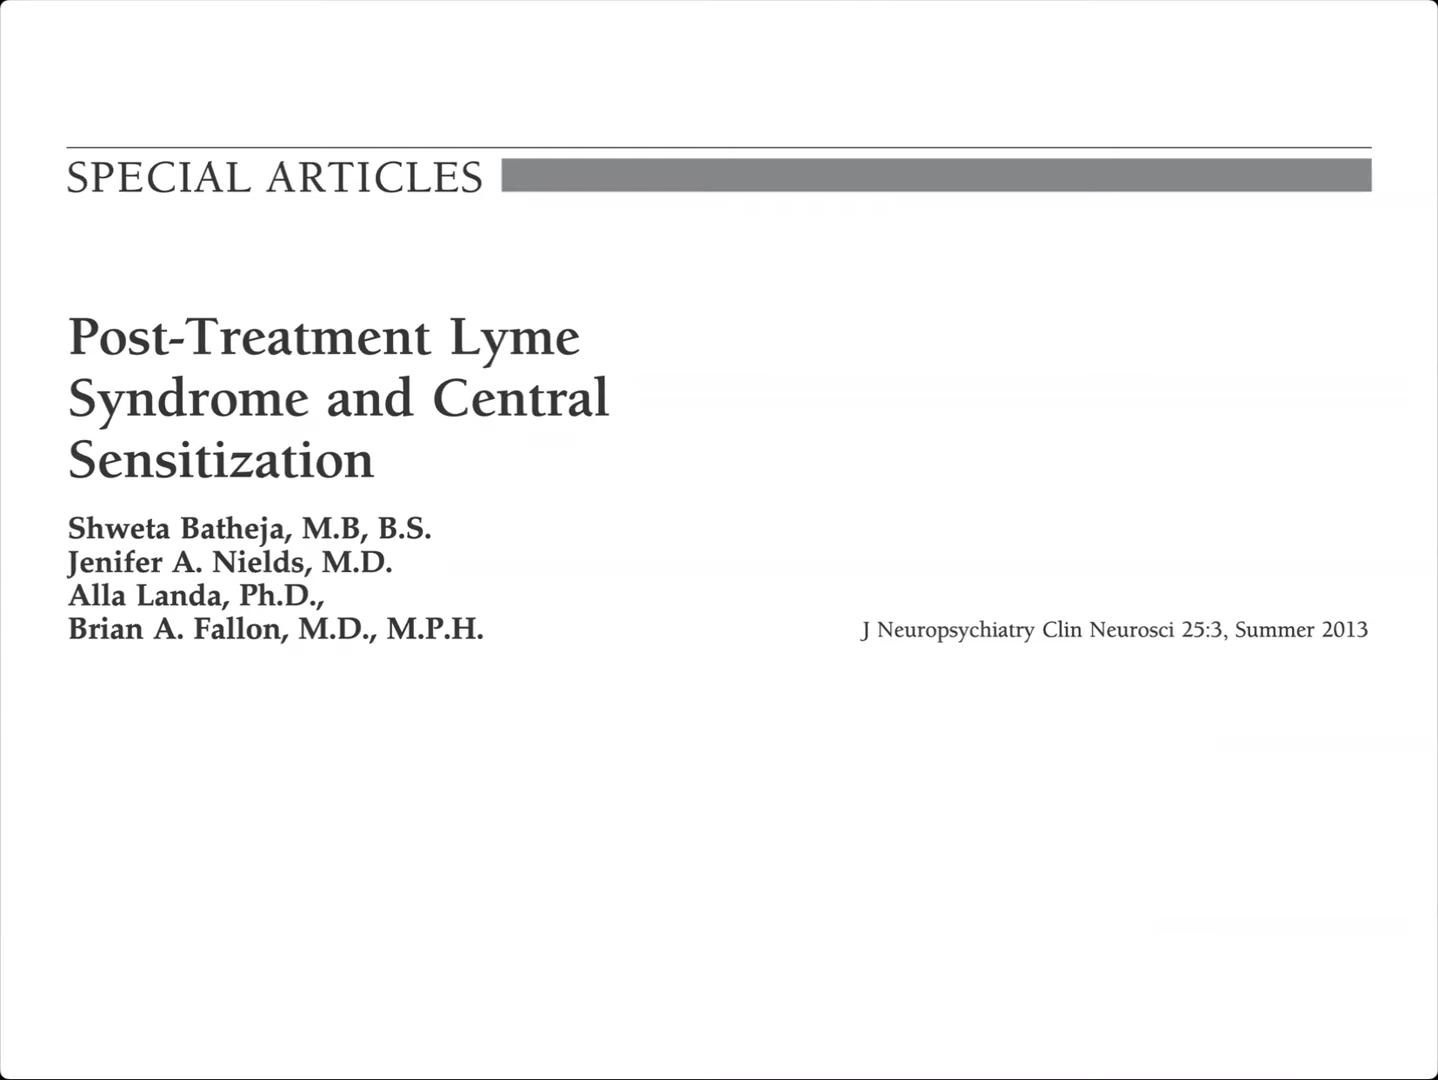 SPECIAL ARTICLES
Post-Treatment Lyme
Syndrome and Central
Sensitization
Shweta Batheja, M.B, B.S.
Jenifer A. Nields, M.D.
Alla Landa, Ph.D.,
Brian A. Fallon, M.D., M.P.H.
J Neuropsychiatry Clin Neurosci 25:3, Summer 2013